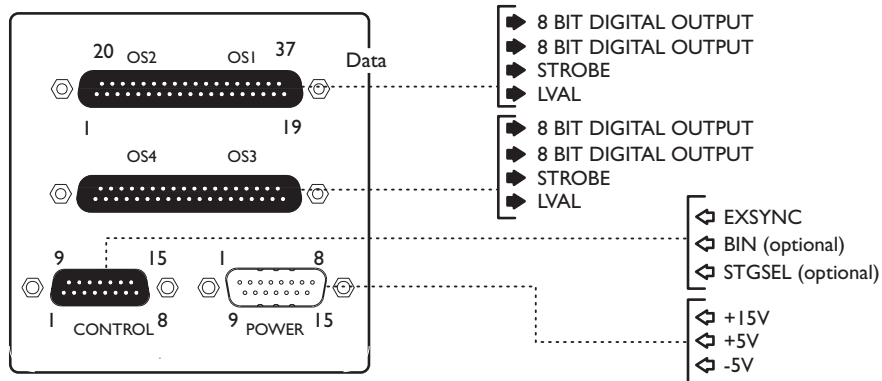 20 OS2 OS1 37
Data
1 19
OS4 OS3
9 15 1 8
1 CONTROL 8 9 POWER 15
8 BIT DIGITAL OUTPUT
8 BIT DIGITAL OUTPUT
STROBE
LVAL
8 BIT DIGITAL OUTPUT
8 BIT DIGITAL OUTPUT
STROBE
LVAL
EXSYNC
BIN (optional)
STGSEL (optional)
+15V
+5V
-5V